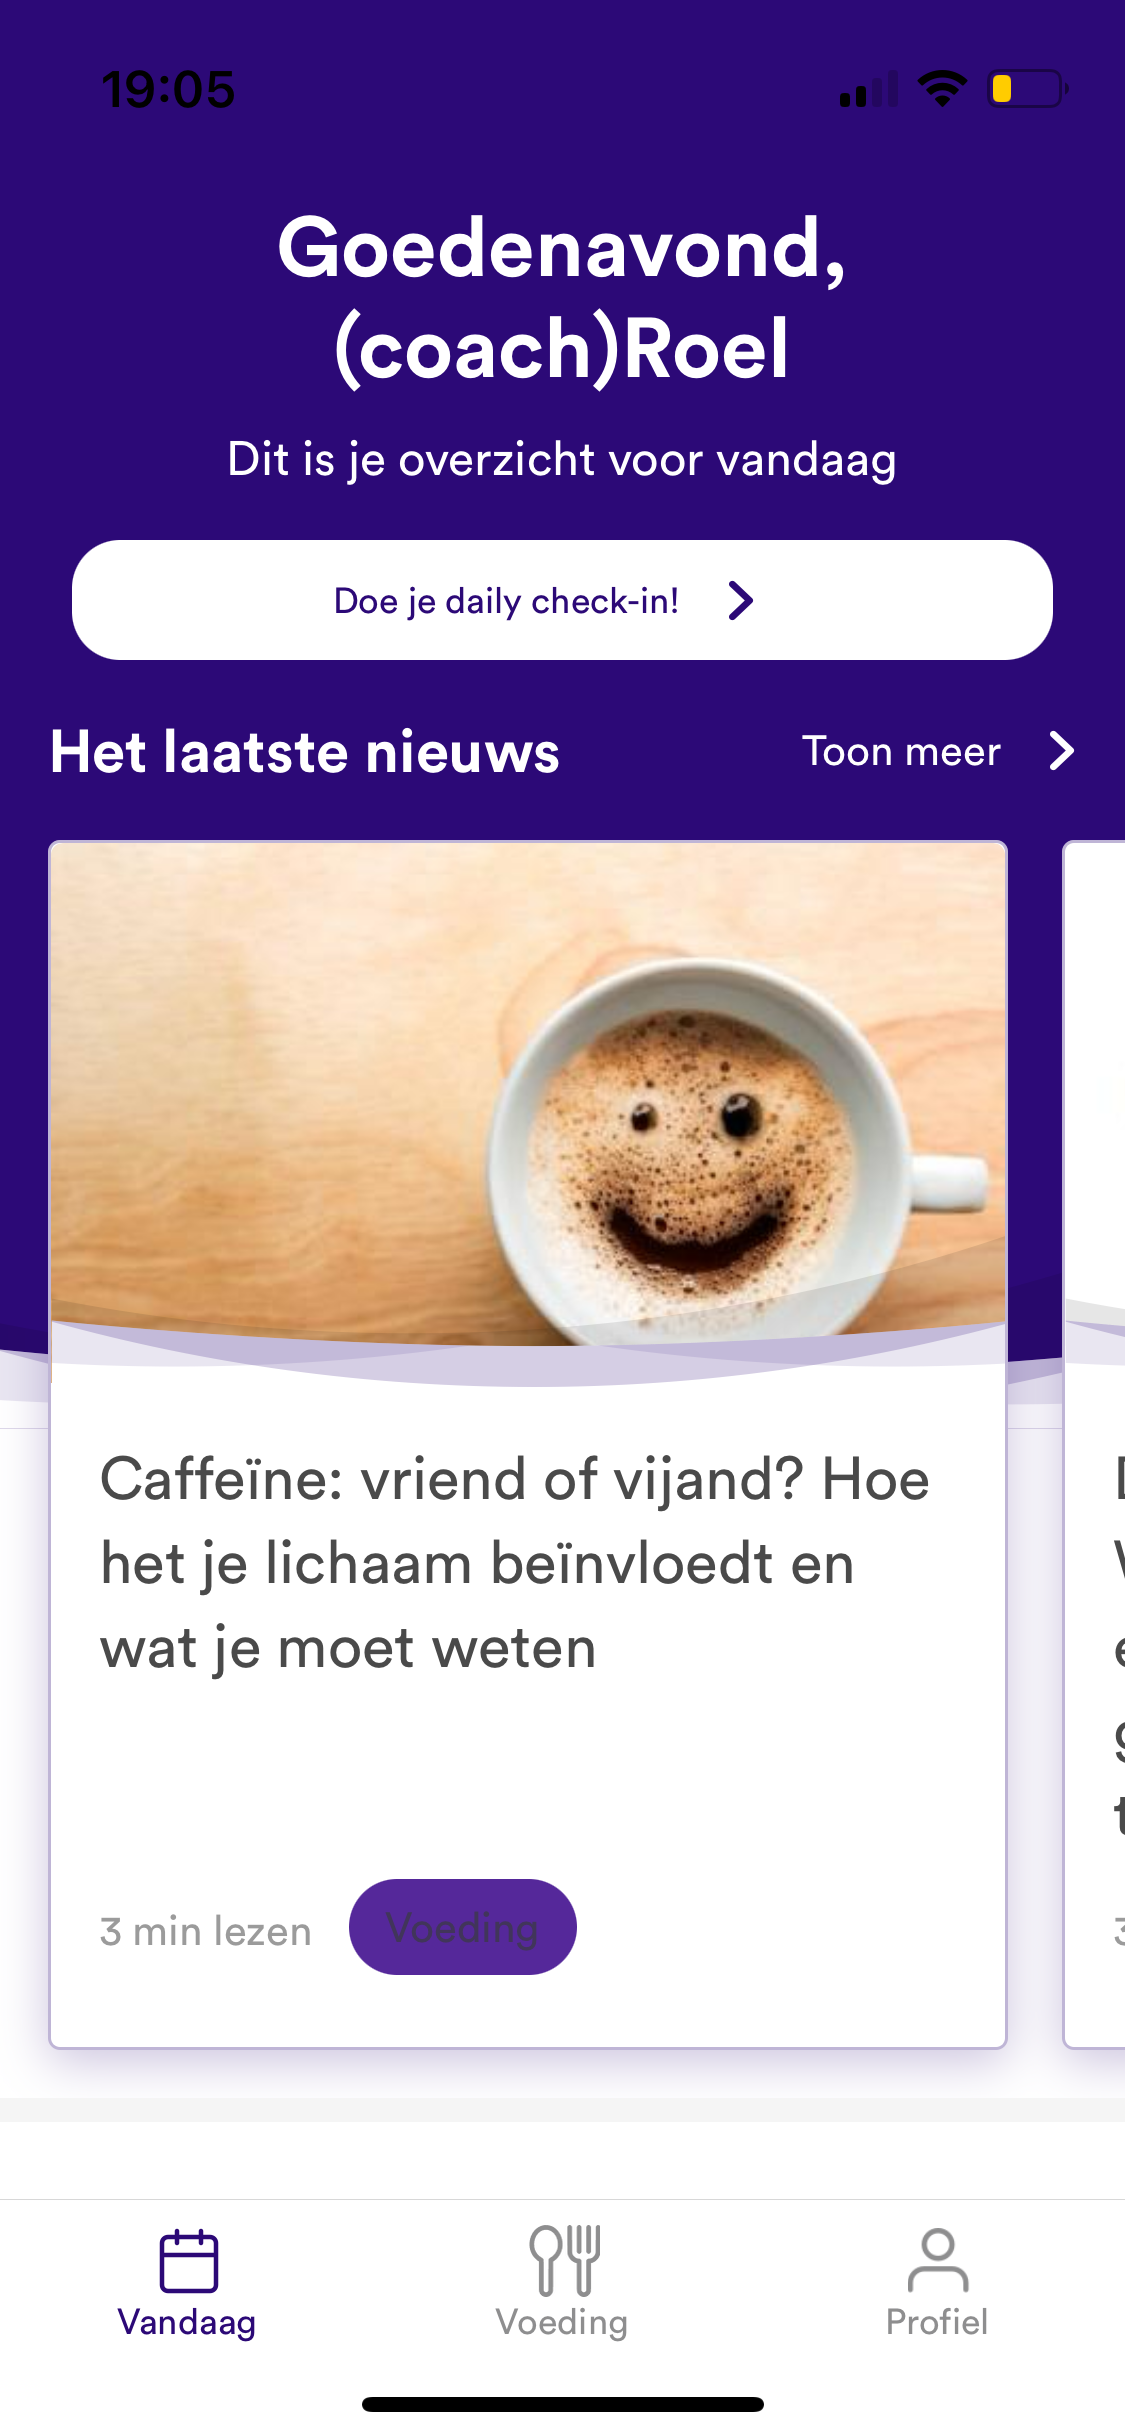 19:05
Goedenavond,
(coach)Roel
Dit is je overzicht voor vandaag
Doe je daily check-in!
Het laatste nieuws
Toon meer
Caffeïne: vriend of vijand? Hoe
het je lichaam beïnvloedt en
wat je moet weten
3 min lezen
Voeding
Vandaag
Voeding
Profiel